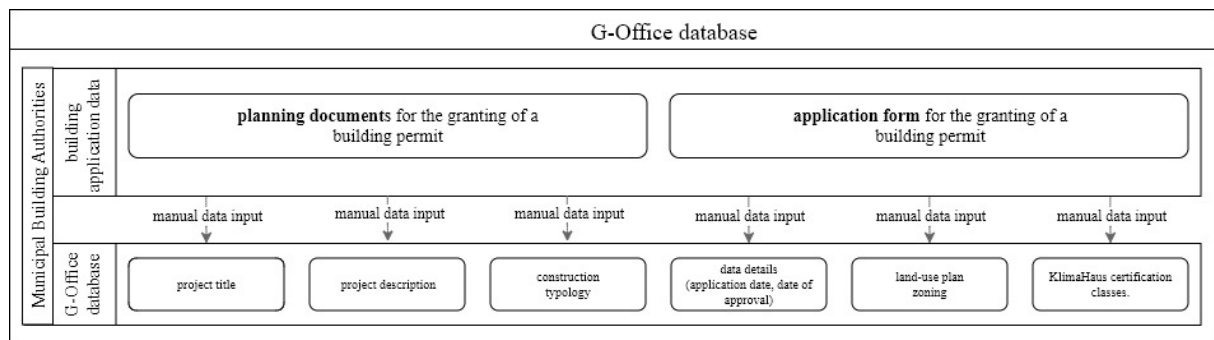 G-Office database
Municipal Building Authorities
building
application data
planning documents for the granting of a
building permit
application form for the granting of a
building permit
manual data input
manual data input
manual data input
manual data input
manual data input
manual data input
G-Office
database
project title
project description
construction
typology
data details
(application date, date of
approval)
land-use plan
zoning
KlimaHaus certification
classes.